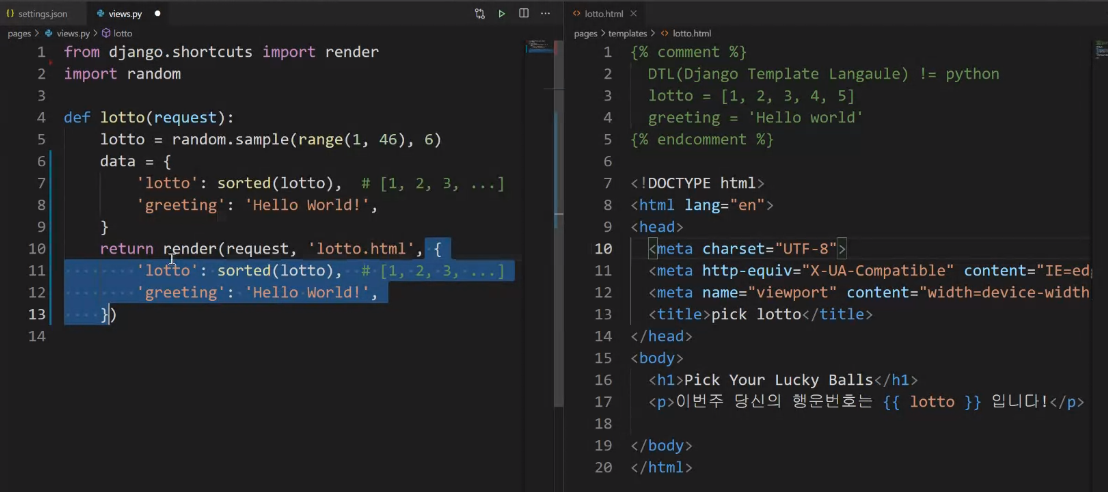 settings.json
views.py
pages > views.py > lotto
1 from django.shortcuts import render
2 import random
3
4 def lotto(request):
5 lotto = random.sample(range(1, 46), 6)
6 data = {
7 'lotto': sorted(lotto), # [1, 2, 3, ...]
8 'greeting': 'Hello World!',
9 }
10 return render(request, 'lotto.html', {
11 'lotto': sorted(lotto), # [1, 2, 3, ...]
12 'greeting': 'Hello World!',
13 })
14
lotto.html
pages > templates > lotto.html
1 {% comment %}
2 DTL(Django Template Langaule) != python
3 lotto = [1, 2, 3, 4, 5]
4 greeting = 'Hello world'
5 {% endcomment %}
6
7 <!DOCTYPE html>
8 <html lang="en">
9 <head>
10 <meta charset="UTF-8">
11 <meta http-equiv="X-UA-Compatible" content="IE=ed
12 <meta name="viewport" content="width=device-width
13 <title>pick lotto</title>
14 </head>
15 <body>
16 <h1>Pick Your Lucky Balls</h1>
17 <p>이번주 당신의 행운번호는 {{ lotto }} 입니다!</p>
18
19 </body>
20 </html>